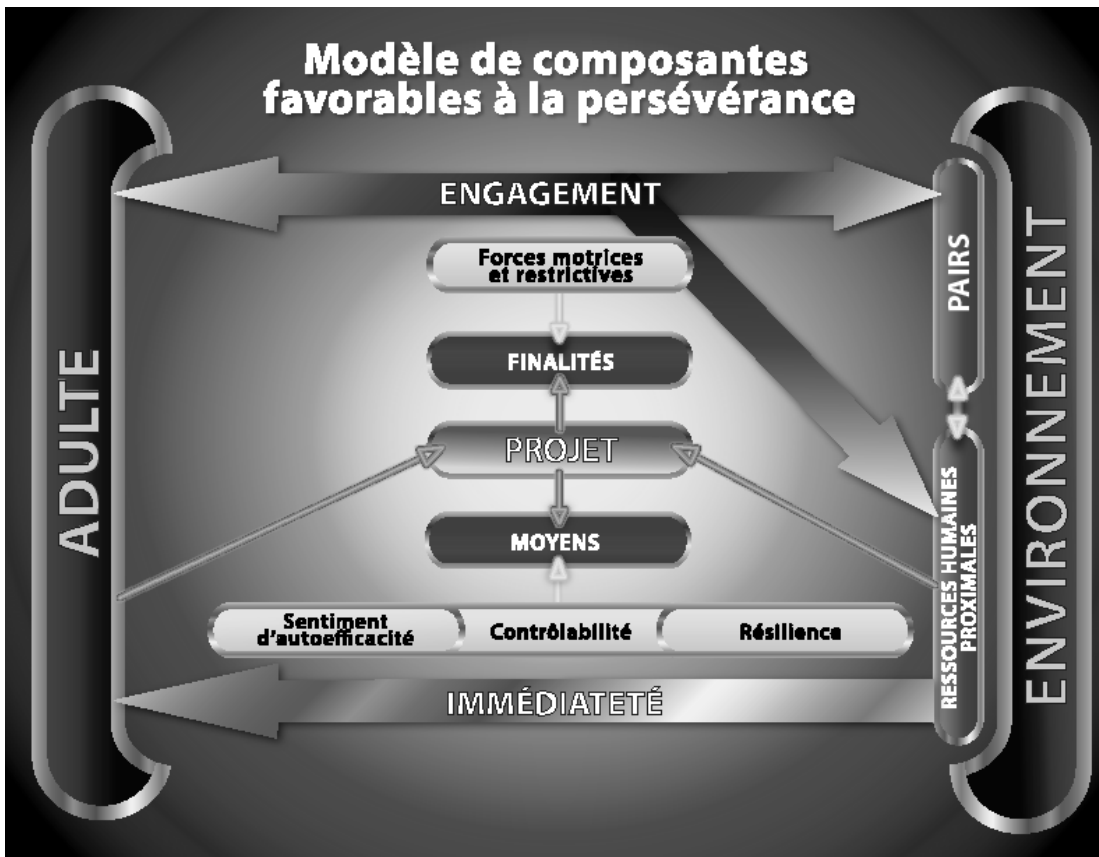 Modèle de composantes
favorables à la persévérance
ADULTE
ENGAGEMENT
Forces motrices
et restrictives
FINALITÉS
PROJET
MOYENS
Sentiment
d'autoefficacité
Contrôlabilité
Résilience
IMMÉDIATETÉ
PAIRS
RESSOURCES HUMAINES
PROXIMALES
ENVIRONNEMENT